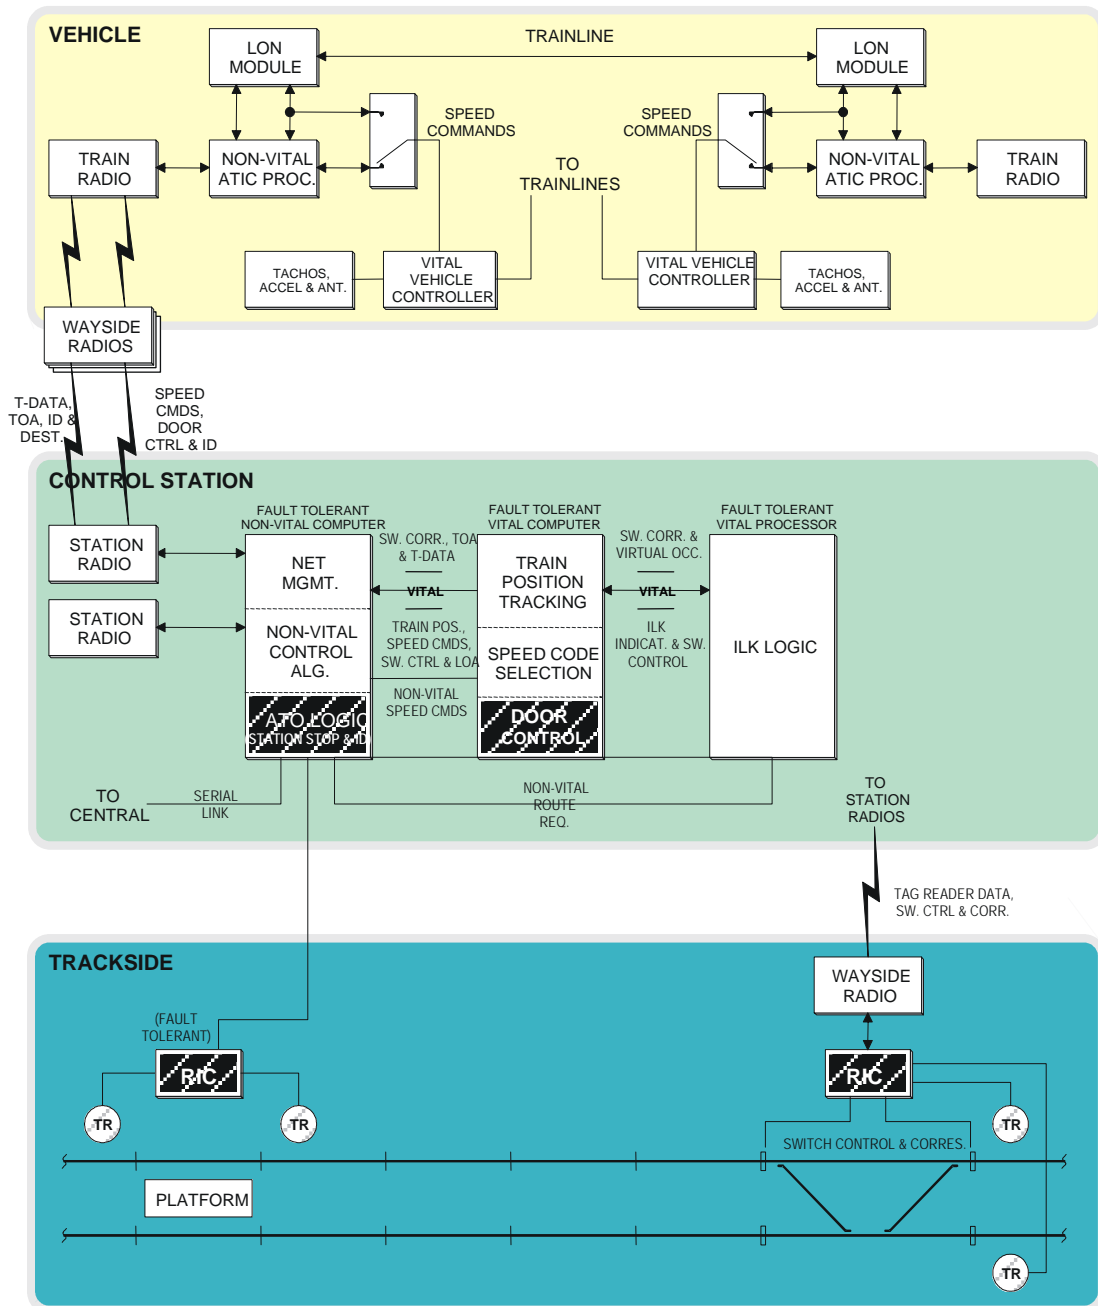 VEHICLE
LON
MODULE
TRAINLINE
LON
MODULE
SPEED
COMMANDS
SPEED
COMMANDS
TRAIN
RADIO
NON-VITAL
ATIC PROC.
TO
TRAINLINES
NON-VITAL
ATIC PROC.
TRAIN
RADIO
TACHOS,
ACCEL & ANT.
VITAL
VEHICLE
CONTROLLER
VITAL VEHICLE
CONTROLLER
TACHOS,
ACCEL & ANT.
WAYSIDE
RADIOS
T-DATA,
TOA, ID &
DEST.
SPEED
CMDS,
DOOR
CTRL & ID
CONTROL STATION
FAULT TOLERANT
NON-VITAL COMPUTER
FAULT TOLERANT
VITAL COMPUTER
FAULT TOLERANT
VITAL PROCESSOR
STATION
RADIO
STATION
RADIO
NET
MGMT.
NON-VITAL
CONTROL
ALG.
ATO LOGIC
(STATION STOP & ID)
SW. CORR., TOA
& T-DATA
VITAL
TRAIN POS.,
SPEED CMDS,
SW. CTRL & LOA
NON-VITAL
SPEED CMDS
TRAIN
POSITION
TRACKING
SPEED CODE
SELECTION
DOOR
CONTROL
SW. CORR. &
VIRTUAL OCC.
VITAL
ILK
INDICAT. & SW.
CONTROL
ILK LOGIC
TO
CENTRAL
SERIAL
LINK
NON-VITAL
ROUTE
REQ.
TO
STATION
RADIOS
TAG READER DATA,
SW. CTRL & CORR.
TRACKSIDE
(FAULT
TOLERANT)
RIC
TR
TR
WAYSIDE
RADIO
RIC
TR
SWITCH CONTROL & CORRES.
PLATFORM
TR